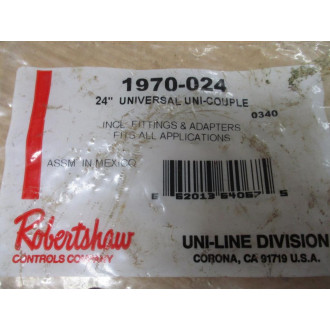 1970-024
24" UNIVERSAL UNI-COUPLE
0340
INCL. FITTINGS & ADAPTERS
FITS ALL APPLICATIONS
ASSM. IN MEXICO
Robertshaw
CONTROLS COMPANY
UNI-LINE DIVISION
CORONA, CA 91719 U.S.A.